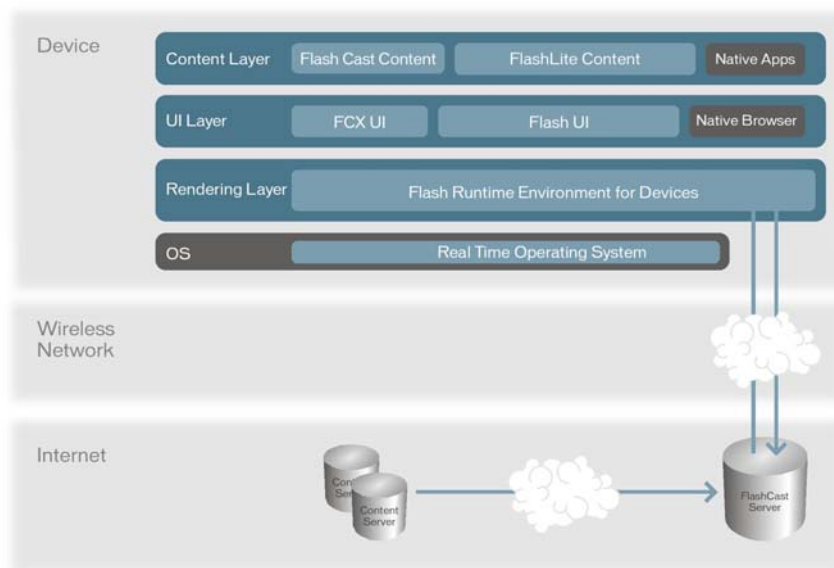 Device
Content Layer
Flash Cast Content
FlashLite Content
Native Apps
UI Layer
FCX UI
Flash UI
Native Browser
Rendering Layer
Flash Runtime Environment for Devices
OS
Real Time Operating System
Wireless
Network
Internet
Content
Server
FlashCast
Server